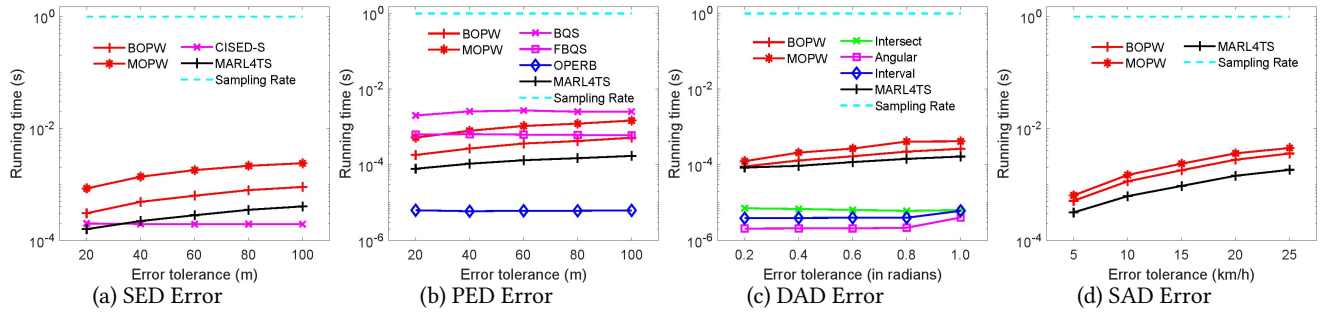 10^0
10^-2
10^-4
Running time (s)
BOPW
MOPW
CISED-S
MARL4TS
Sampling Rate
20 40 60 80 100
Error tolerance (m)
(a) SED Error
10^0
10^-2
10^-4
10^-6
Running time (s)
BOPW
MOPW
BQS
FBQS
OPERB
MARL4TS
Sampling Rate
20 40 60 80 100
Error tolerance (m)
(b) PED Error
10^0
10^-2
10^-4
10^-6
Running time (s)
BOPW
MOPW
Intersect
Angular
Interval
MARL4TS
Sampling Rate
0.2 0.4 0.6 0.8 1.0
Error tolerance (in radians)
(c) DAD Error
10^0
10^-2
10^-4
Running time (s)
BOPW
MOPW
MARL4TS
Sampling Rate
5 10 15 20 25
Error tolerance (km/h)
(d) SAD Error